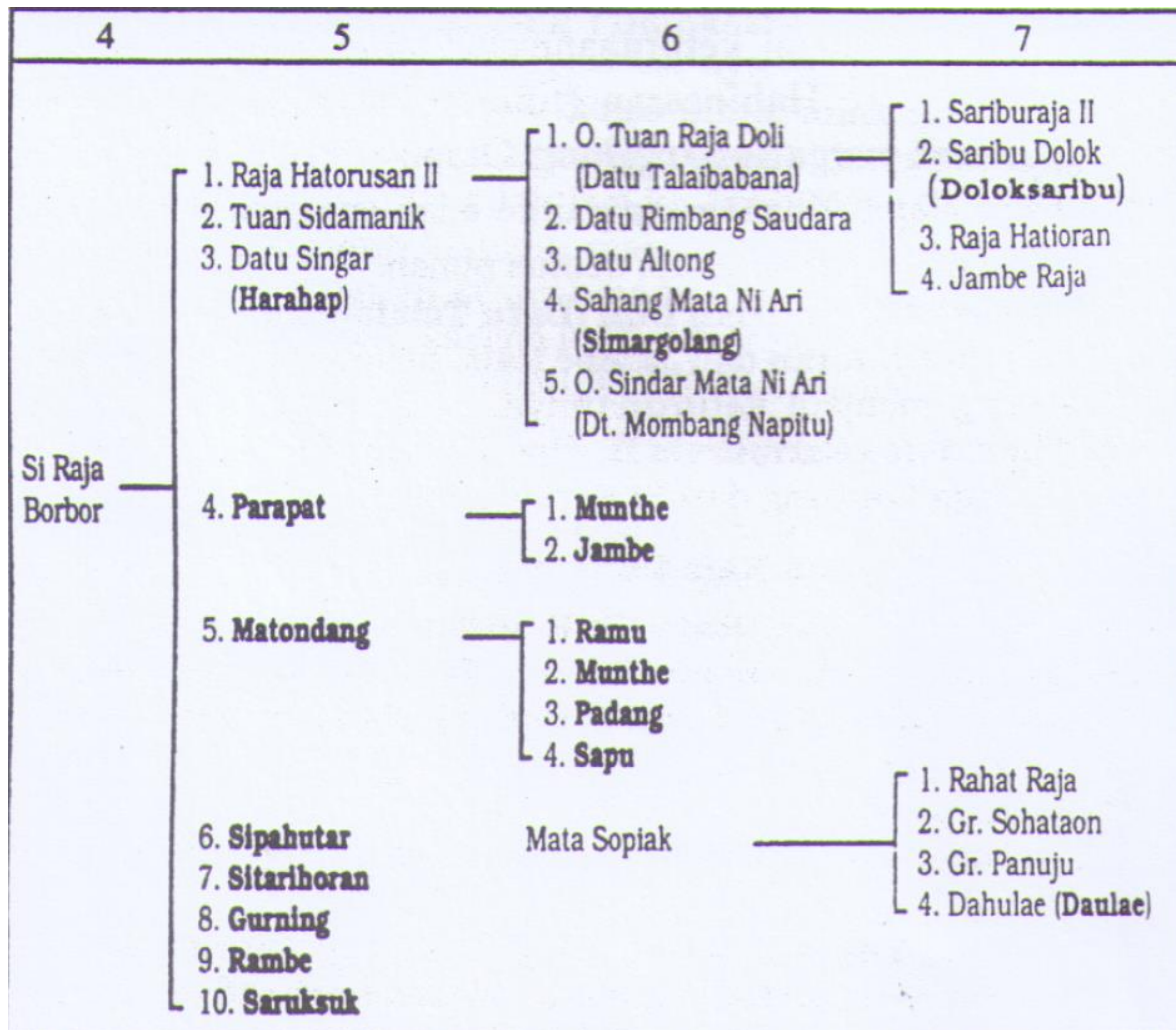 4 5 6 7
Si Raja
Borbor
1. Raja Hatorusan II
2. Tuan Sidamanik
3. Datu Singar
(Harahap)
4. Parapat
5. Matondang
6. Sipahutar
7. Sitarihoran
8. Gurning
9. Rambe
10. Saruksuk
1. O. Tuan Raja Doli
(Datu Talaibabana)
2. Datu Rimbang Saudara
3. Datu Altong
4. Sahang Mata Ni Ari
(Simargolang)
5. O. Sindar Mata Ni Ari
(Dt. Mombang Napitu)
1. Munthe
2. Jambe
1. Ramu
2. Munthe
3. Padang
4. Sapu
Mata Sopiak
1. Sariburaja II
2. Saribu Dolok
(Doloksaribu)
3. Raja Hatioran
4. Jambe Raja
1. Rahat Raja
2. Gr. Sohataon
3. Gr. Panuju
4. Dahulae (Daulae)